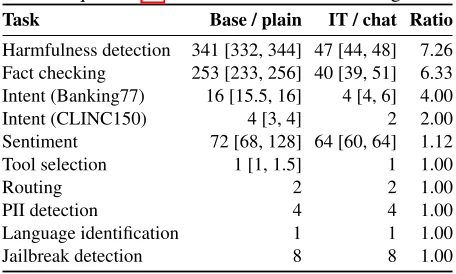 Task Base / plain IT / chat Ratio
Harmfulness detection 341 [332, 344] 47 [44, 48] 7.26
Fact checking 253 [233, 256] 40 [39, 51] 6.33
Intent (Banking77) 16 [15.5, 16] 4 [4, 6] 4.00
Intent (CLINC150) 4 [3, 4] 2 2.00
Sentiment 72 [68, 128] 64 [60, 64] 1.12
Tool selection 1 [1, 1.5] 1 1.00
Routing 2 2 1.00
PII detection 4 4 1.00
Language identification 1 1 1.00
Jailbreak detection 8 8 1.00